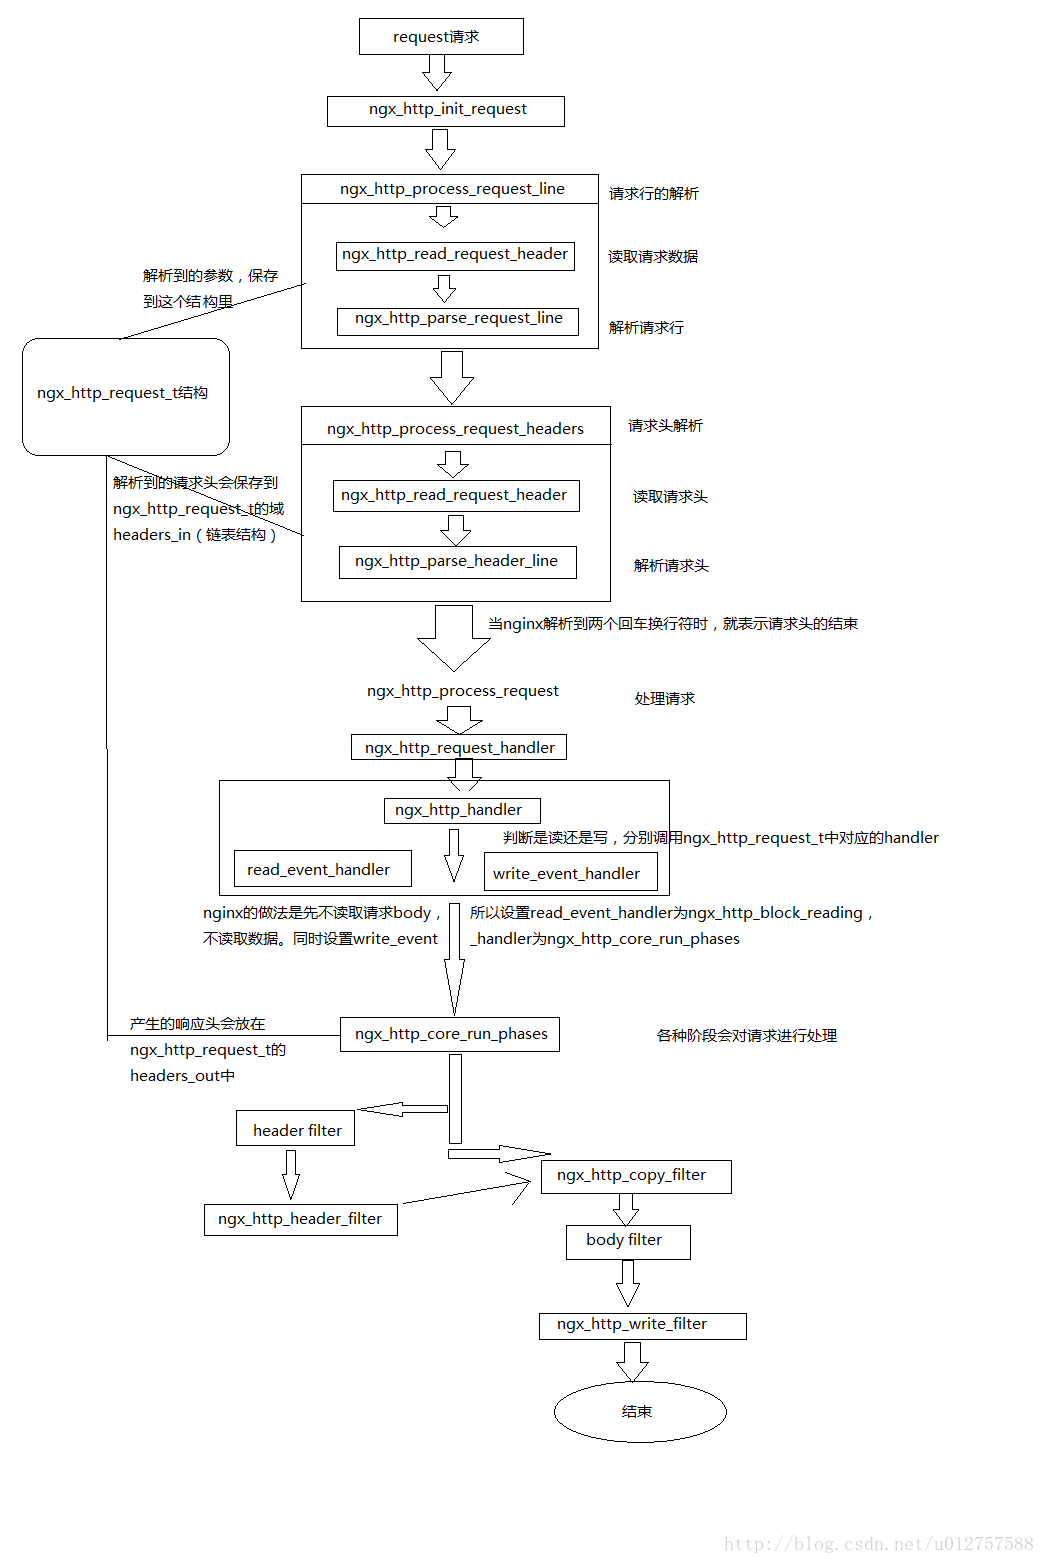 request请求
ngx_http_init_request
ngx_http_process_request_line
请求行的解析
ngx_http_read_request_header
读取请求数据
解析到的参数，保存
到这个结构里
ngx_http_parse_request_line
解析请求行
ngx_http_request_t结构
ngx_http_process_request_headers
请求头解析
解析到的请求头会保存到
ngx_http_request_t的域
headers_in（链表结构）
ngx_http_read_request_header
读取请求头
ngx_http_parse_header_line
解析请求头
当nginx解析到两个回车换行符时，就表示请求头的结束
ngx_http_process_request
处理请求
ngx_http_request_handler
ngx_http_handler
判断是读还是写，分别调用ngx_http_request_t中对应的handler
read_event_handler
write_event_handler
nginx的做法是先不读取请求body，
所以设置read_event_handler为ngx_http_block_reading，
不读取数据。同时设置write_event
_handler为ngx_http_core_run_phases
产生的响应头会放在
ngx_http_request_t的
headers_out中
ngx_http_core_run_phases
各种阶段会对请求进行处理
header filter
ngx_http_copy_filter
ngx_http_header_filter
body filter
ngx_http_write_filter
结束
http://blog.csdn.net/u012757588